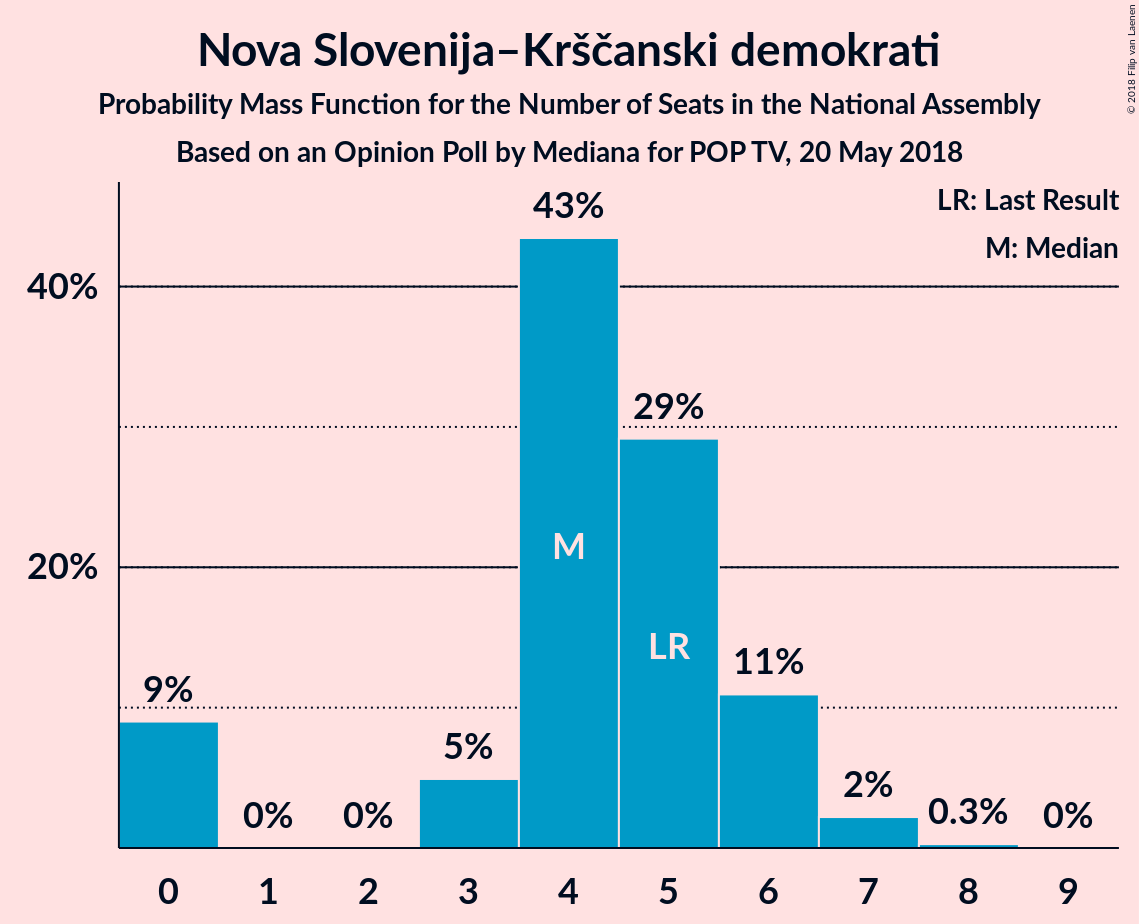 Nova Slovenija–Krščanski demokrati
Probability Mass Function for the Number of Seats in the National Assembly
Based on an Opinion Poll by Mediana for POP TV, 20 May 2018
© 2018 Filip van Laenen
LR: Last Result
M: Median
43%
40%
29%
M
20%
LR
11%
9%
5%
2%
0.3%
0%
0%
0%
0 1 2 3 4 5 6 7 8 9